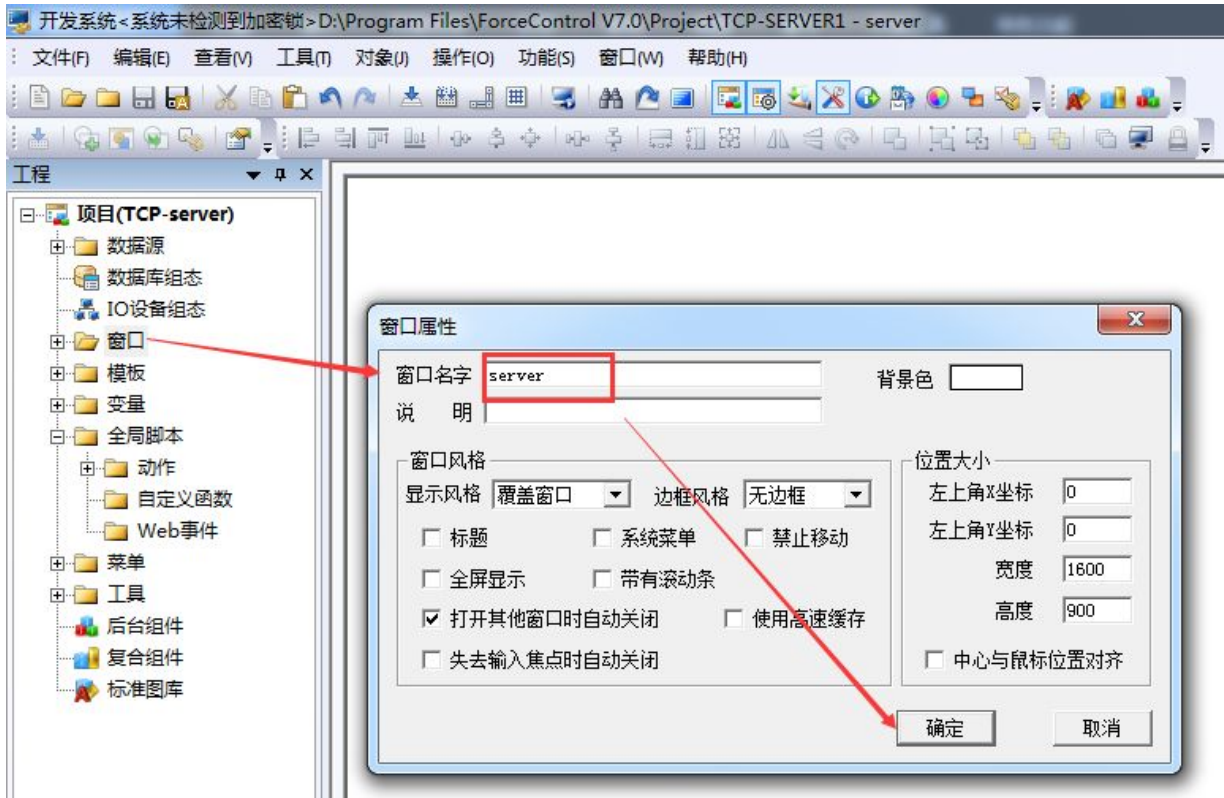 开发系统<系统未检测到加密锁>D:\Program Files\ForceControl V7.0\Project\TCP-SERVER1 - server
文件(F) 编辑(E) 查看(V) 工具(T) 对象(J) 操作(O) 功能(S) 窗口(W) 帮助(H)
工程
项目(TCP-server)
数据源
数据库组态
IO设备组态
窗口
模板
变量
全局脚本
动作
自定义函数
Web事件
菜单
工具
后台组件
复合组件
标准图库
窗口属性
窗口名字 server 背景色
说 明
窗口风格
显示风格 覆盖窗口 边框风格 无边框
标题 系统菜单 禁止移动
全屏显示 带有滚动条
打开其他窗口时自动关闭 使用高速缓存
失去输入焦点时自动关闭
位置大小
左上角X坐标 0
左上角Y坐标 0
宽度 1600
高度 900
中心与鼠标位置对齐
确定 取消